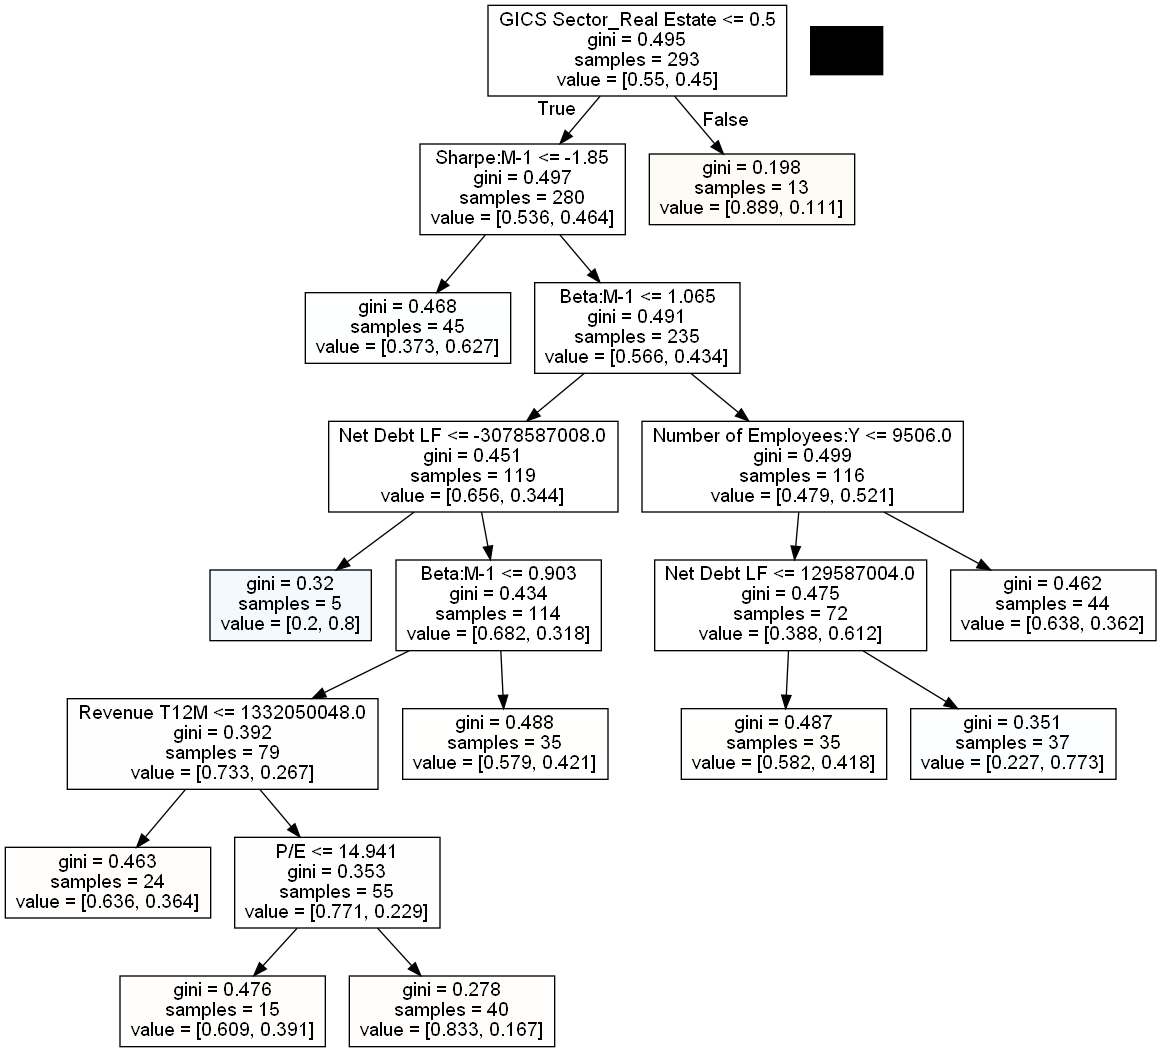 GICS Sector_Real Estate <= 0.5
gini = 0.495
samples = 293
value = [0.55, 0.45]
True
False
Sharpe:M-1 <= -1.85
gini = 0.497
samples = 280
value = [0.536, 0.464]
gini = 0.198
samples = 13
value = [0.889, 0.111]
gini = 0.468
samples = 45
value = [0.373, 0.627]
Beta:M-1 <= 1.065
gini = 0.491
samples = 235
value = [0.566, 0.434]
Net Debt LF <= -3078587008.0
gini = 0.451
samples = 119
value = [0.656, 0.344]
Number of Employees:Y <= 9506.0
gini = 0.499
samples = 116
value = [0.479, 0.521]
gini = 0.32
samples = 5
value = [0.2, 0.8]
Beta:M-1 <= 0.903
gini = 0.434
samples = 114
value = [0.682, 0.318]
Net Debt LF <= 129587004.0
gini = 0.475
samples = 72
value = [0.388, 0.612]
gini = 0.462
samples = 44
value = [0.638, 0.362]
Revenue T12M <= 1332050048.0
gini = 0.392
samples = 79
value = [0.733, 0.267]
gini = 0.488
samples = 35
value = [0.579, 0.421]
gini = 0.487
samples = 35
value = [0.582, 0.418]
gini = 0.351
samples = 37
value = [0.227, 0.773]
gini = 0.463
samples = 24
value = [0.636, 0.364]
P/E <= 14.941
gini = 0.353
samples = 55
value = [0.771, 0.229]
gini = 0.476
samples = 15
value = [0.609, 0.391]
gini = 0.278
samples = 40
value = [0.833, 0.167]